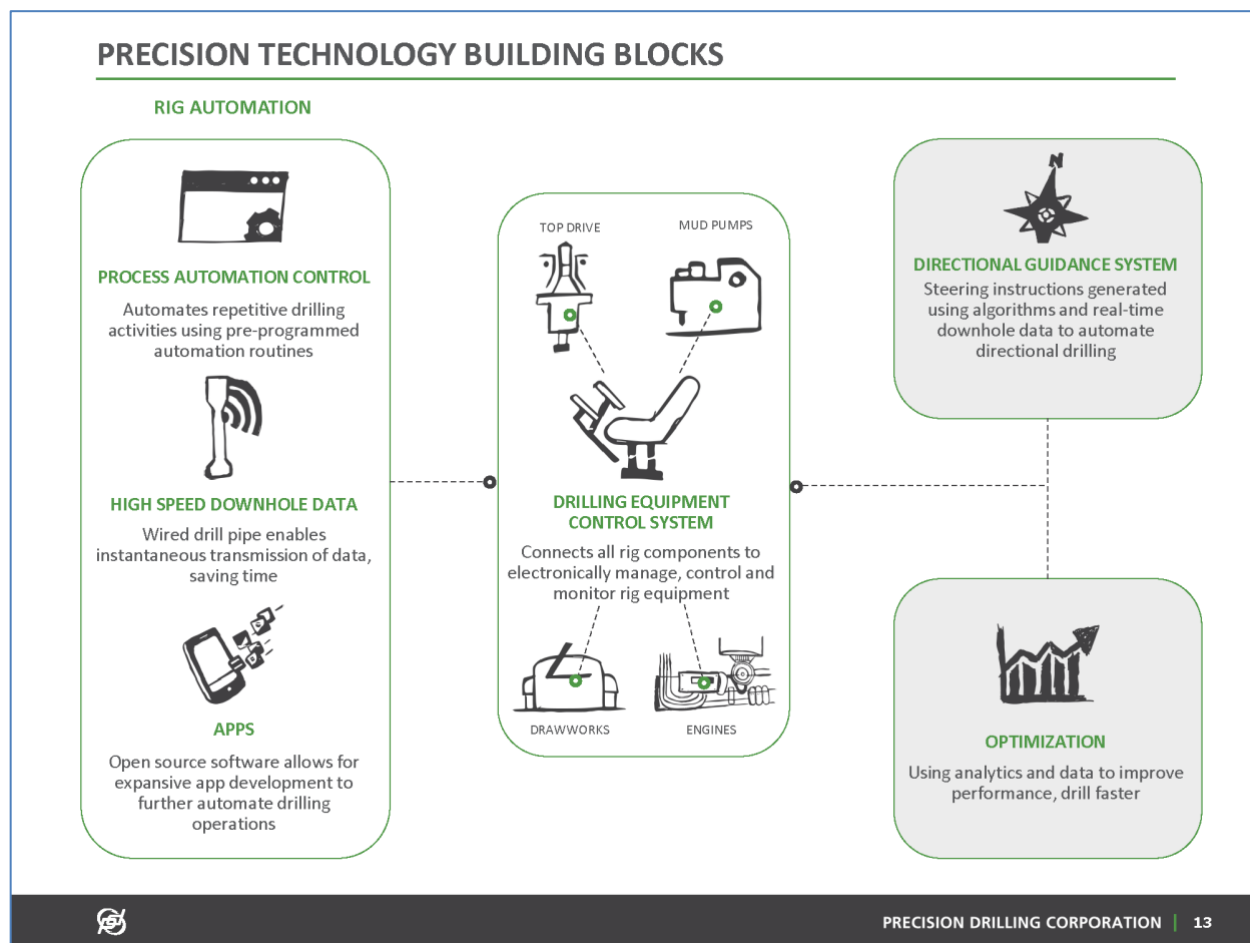 PRECISION TECHNOLOGY BUILDING BLOCKS
RIG AUTOMATION
PROCESS AUTOMATION CONTROL
Automates repetitive drilling
activities using pre-programmed
automation routines
HIGH SPEED DOWNHOLE DATA
Wired drill pipe enables
instantaneous transmission of data,
saving time
APPS
Open source software allows for
expansive app development to
further automate drilling
operations
TOP DRIVE
MUD PUMPS
DRILLING EQUIPMENT
CONTROL SYSTEM
Connects all rig components to
electronically manage, control and
monitor rig equipment
DRAWWORKS
ENGINES
N
DIRECTIONAL GUIDANCE SYSTEM
Steering instructions generated
using algorithms and real-time
downhole data to automate
directional drilling
OPTIMIZATION
Using analytics and data to improve
performance, drill faster
PRECISION DRILLING CORPORATION | 13